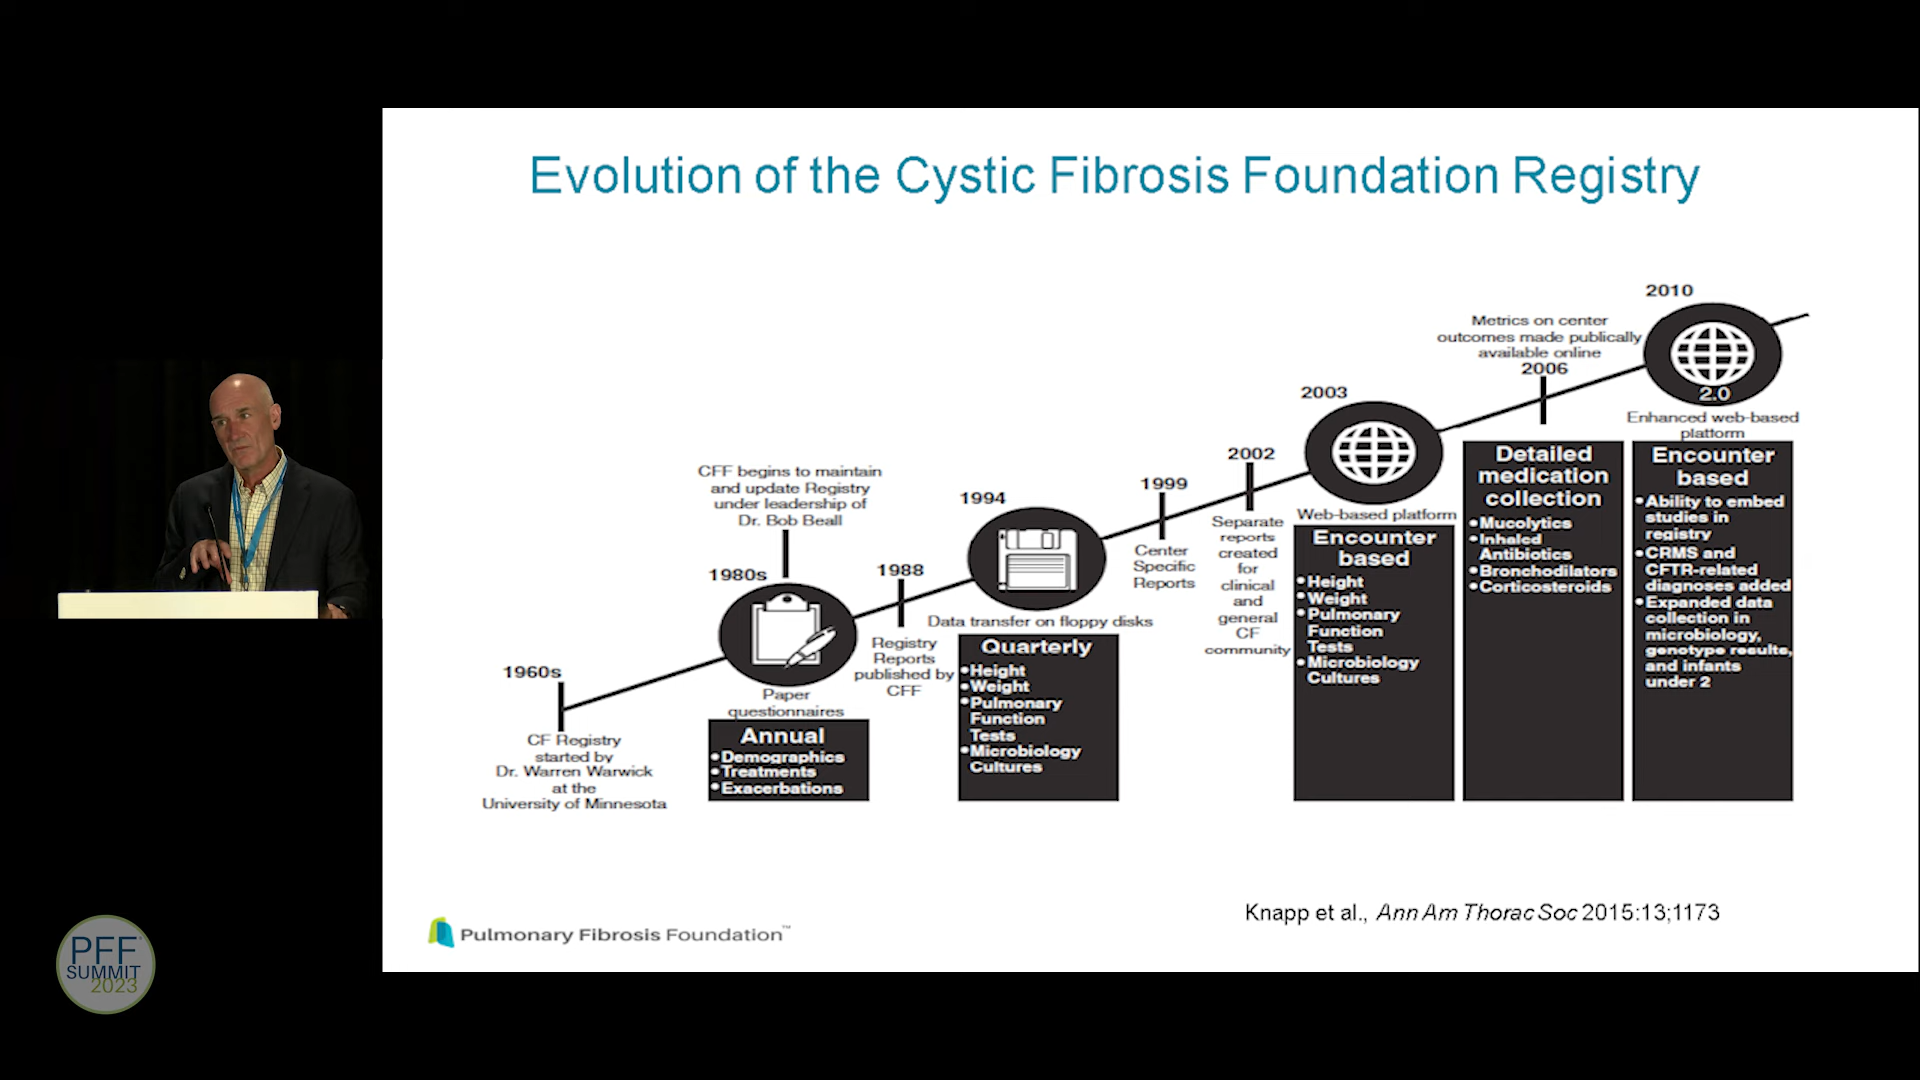 Evolution of the Cystic Fibrosis Foundation Registry
1960s
CF Registry
started by
Dr. Warren Warwick
at the
University of Minnesota
CFF begins to maintain
and update Registry
under leadership of
Dr. Bob Beall
1980s
Paper
questionnaires
Annual
•Demographics
•Treatments
•Exacerbations
1988
Registry
Reports
published by
CFF
1994
Data transfer on floppy disks
Quarterly
•Height
•Weight
•Pulmonary
Function
Tests
•Microbiology
Cultures
1999
Center
Specific
Reports
2002
Separate
reports
created
for
clinical
and
general
CF
community
2003
Web-based platform
Encounter
based
•Height
•Weight
•Pulmonary
Function
Tests
•Microbiology
Cultures
Metrics on center
outcomes made publically
available online
2006
Detailed
medication
collection
•Mucolytics
•Inhaled
Antibiotics
•Bronchodilators
•Corticosteroids
2010
2.0
Enhanced web-based
platform
Encounter
based
•Ability to embed
studies in
registry
•CRMS and
CFTR-related
diagnoses added
•Expanded data
collection in
microbiology,
genotype results,
and infants
under 2
Knapp et al., Ann Am Thorac Soc 2015:13;1173
Pulmonary Fibrosis Foundation™
PFF
SUMMIT
2023